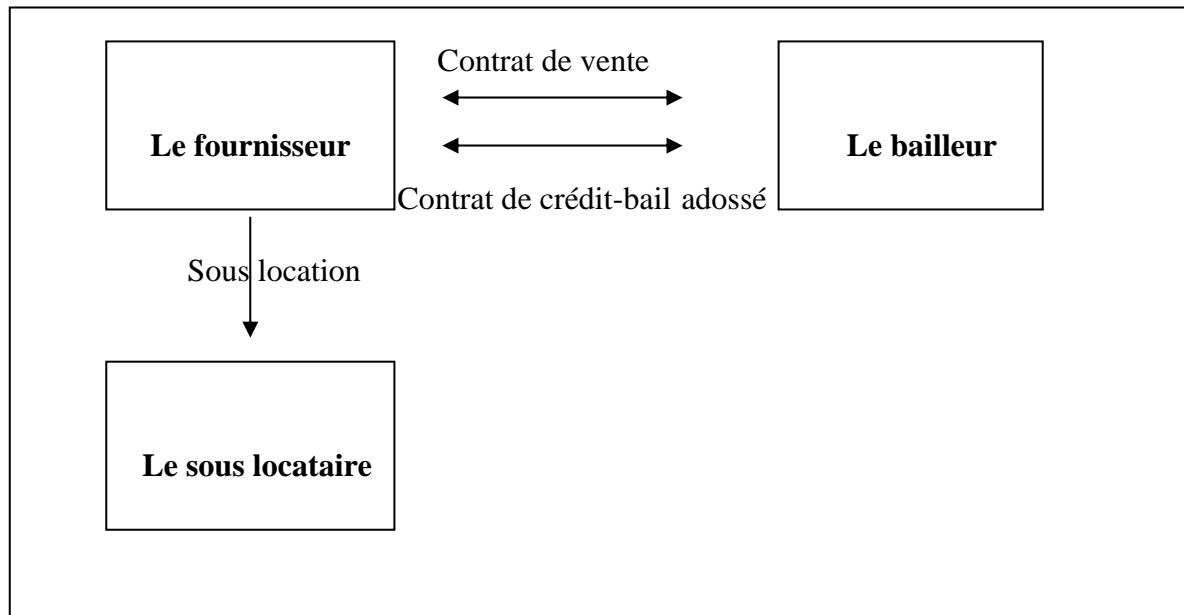 Contrat de vente
Le fournisseur
Le bailleur
Contrat de crédit-bail adossé
Sous location
Le sous locataire